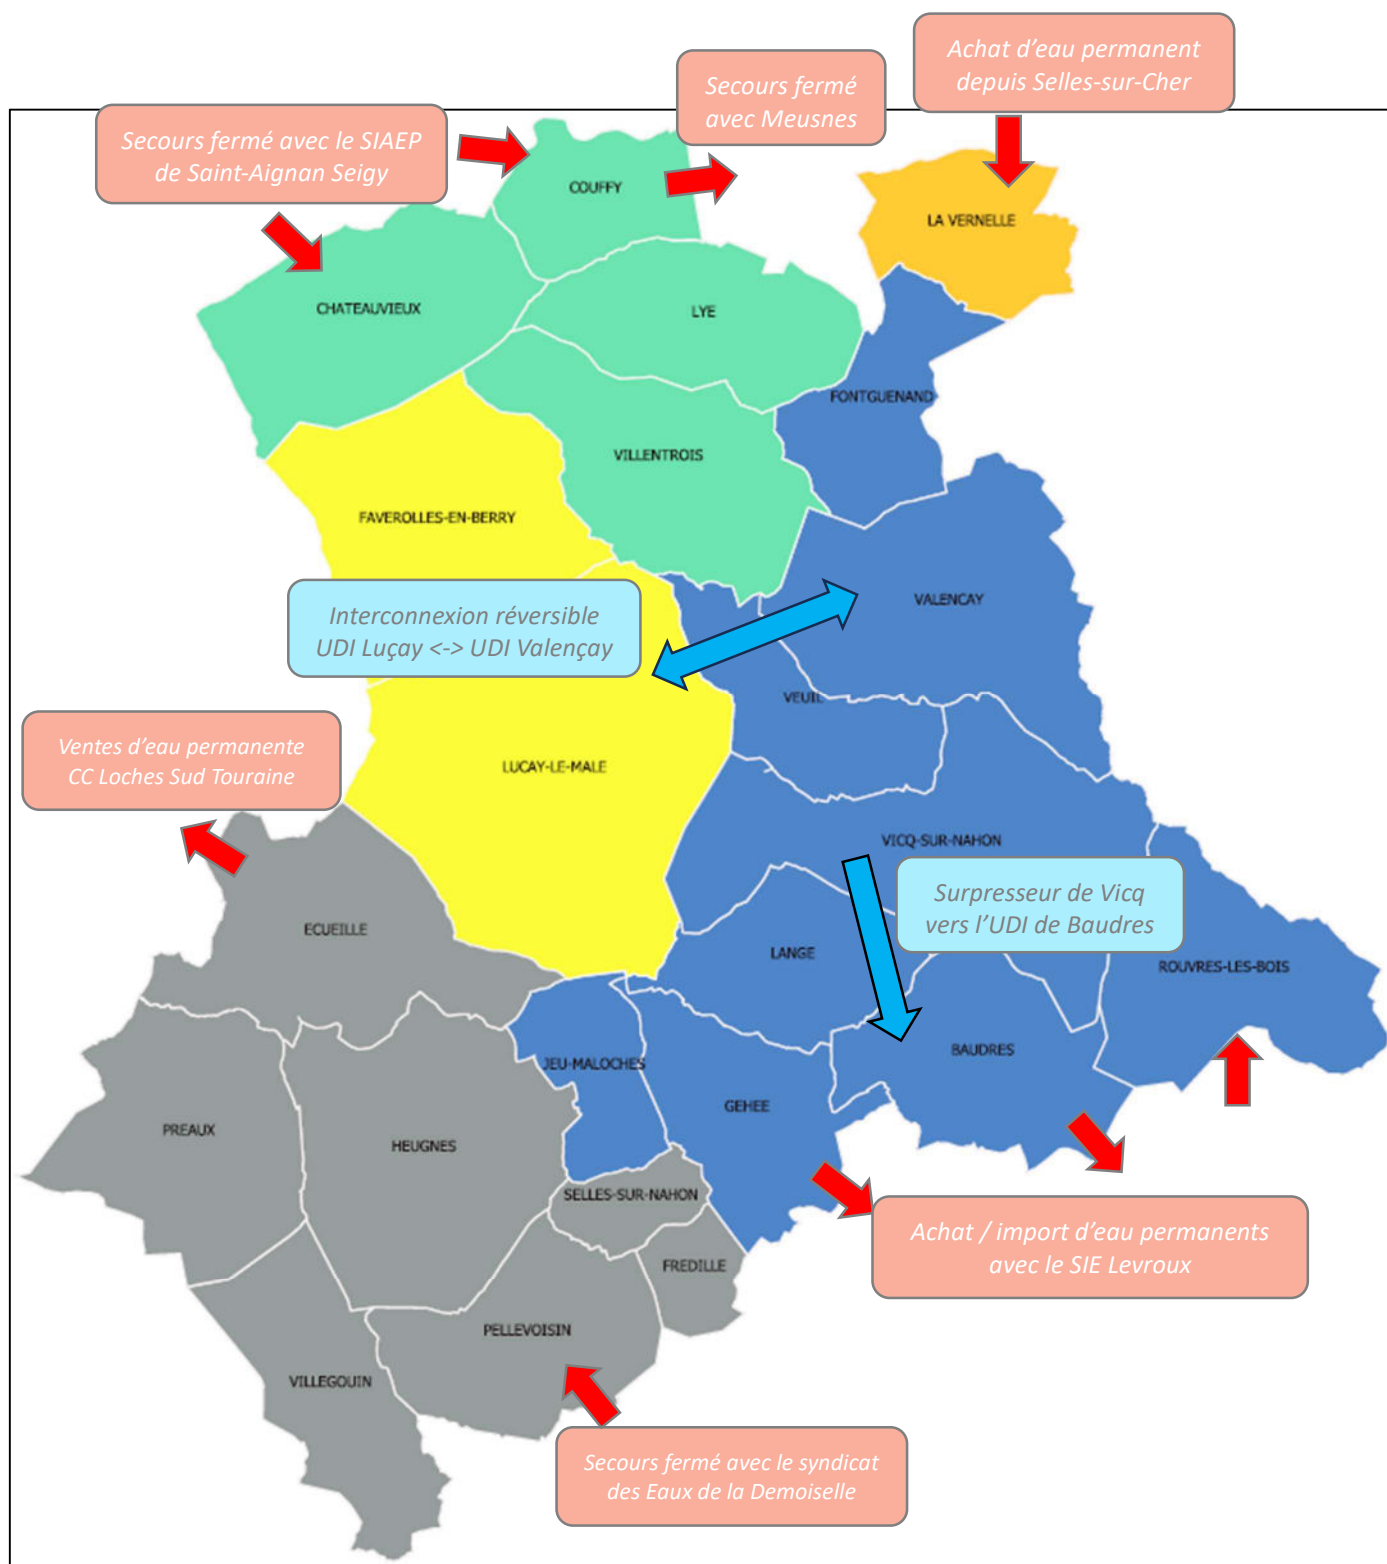 Achat d'eau permanent
depuis Selles-sur-Cher
Secours fermé
avec Meusnes
Secours fermé avec le SIAEP
de Saint-Aignan Seigy
COUFFY
LA VERNELLE
CHATEAUVIEUX
LYE
FONTGUENAND
VILLENTROIS
FAVEROLLES-EN-BERRY
VALENCAY
Interconnexion réversible
UDI Luçay <-> UDI Valençay
VEUIL
Ventes d'eau permanente
CC Loches Sud Touraine
LUCAY-LE-MALE
VICQ-SUR-NAHON
Surpresseur de Vicq
vers l'UDI de Baudres
ECUEILLE
LANGE
ROUVRES-LES-BOIS
JEU-MALOCHES
BAUDRES
GEHEE
PREAUX
HEUGNES
SELLES-SUR-NAHON
Achat / import d'eau permanents
avec le SIE Levroux
FREDILLE
PELLEVOISIN
VILLEGOUIN
Secours fermé avec le syndicat
des Eaux de la Demoiselle